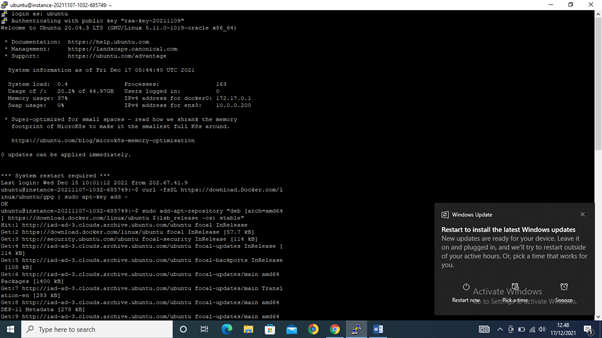 ubuntu@instance-20211107-1032-685749: ~
login as: ubuntu
Authenticating with public key "rsa-key-20211109"
Welcome to Ubuntu 20.04.3 LTS (GNU/Linux 5.11.0-1019-oracle x86_64)
* Documentation: https://help.ubuntu.com
* Management: https://landscape.canonical.com
* Support: https://ubuntu.com/advantage
System information as of Fri Dec 17 05:44:40 UTC 2021
System load: 0.4 Processes: 163
Usage of /: 20.2% of 44.97GB Users logged in: 0
Memory usage: 37% IPv4 address for docker0: 172.17.0.1
Swap usage: 0% IPv4 address for ens3: 10.0.0.200
* Super-optimized for small spaces - read how we shrank the memory
footprint of MicroK8s to make it the smallest full K8s around.
https://ubuntu.com/blog/microk8s-memory-optimisation
0 updates can be applied immediately.
*** System restart required ***
Last login: Wed Dec 15 10:01:12 2021 from 202.67.41.9
ubuntu@instance-20211107-1032-685749:~$ curl -fsSL https://download.Docker.com/l
inux/ubuntu/gpg | sudo apt-key add -
OK
ubuntu@instance-20211107-1032-685749:~$ sudo add-apt-repository "deb [arch=amd64
] https://download.docker.com/linux/ubuntu $(lsb_release -cs) stable"
Hit:1 http://iad-ad-3.clouds.archive.ubuntu.com/ubuntu focal InRelease
Get:2 https://download.docker.com/linux/ubuntu focal InRelease [57.7 kB]
Get:3 http://security.ubuntu.com/ubuntu focal-security InRelease [114 kB]
Get:4 http://iad-ad-3.clouds.archive.ubuntu.com/ubuntu focal-updates InRelease [
114 kB]
Get:5 http://iad-ad-3.clouds.archive.ubuntu.com/ubuntu focal-backports InRelease
[108 kB]
Get:6 http://iad-ad-3.clouds.archive.ubuntu.com/ubuntu focal-updates/main amd64
Packages [1400 kB]
Get:7 http://iad-ad-3.clouds.archive.ubuntu.com/ubuntu focal-updates/main Transl
ation-en [283 kB]
Get:8 http://iad-ad-3.clouds.archive.ubuntu.com/ubuntu focal-updates/main amd64
DEP-11 Metadata [278 kB]
Get:9 http://iad-ad-3.clouds.archive.ubuntu.com/ubuntu focal-updates/main amd64
Windows Update
Restart to install the latest Windows updates
New updates are ready for your device. Leave it
on and plugged in, and we'll try to restart outside
of your active hours. Or, pick a time that works for
you.
Activate Windows
Go to Settings to activate Windows.
Restart now Pick a time Snooze
Type here to search
12.48
17/12/2021